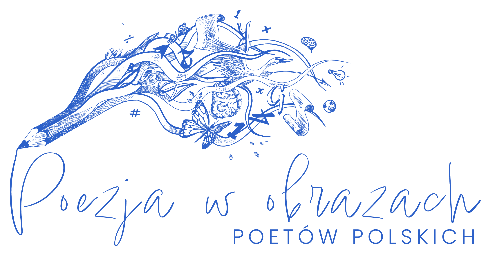 Poezja w obrazach
POETÓW POLSKICH